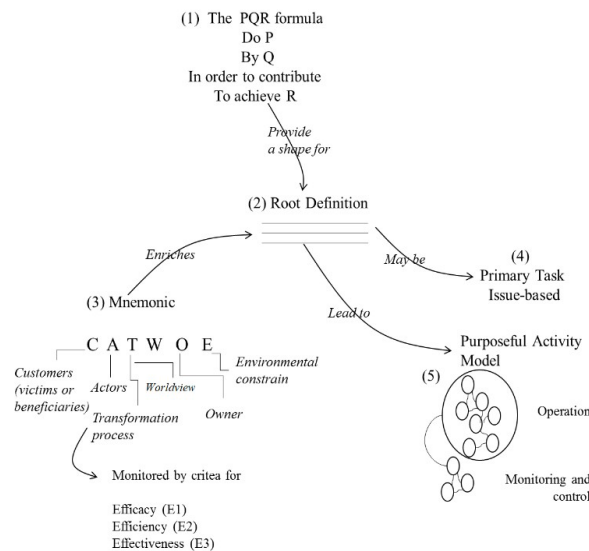 (1) The PQR formula
Do P
By Q
In order to contribute
To achieve R
Provide
a shape for
(2) Root Definition
Enriches
May be
(4)
Primary Task
Issue-based
(3) Mnemonic
Lead to
C A T W O E
Customers
(victims or
beneficiaries)
Actors
Worldview
Environmental
constrain
Transformation
process
Owner
Purposeful Activity
Model
(5)
Operation
Monitoring and
control
Monitored by critea for
Efficacy (E1)
Efficiency (E2)
Effectiveness (E3)